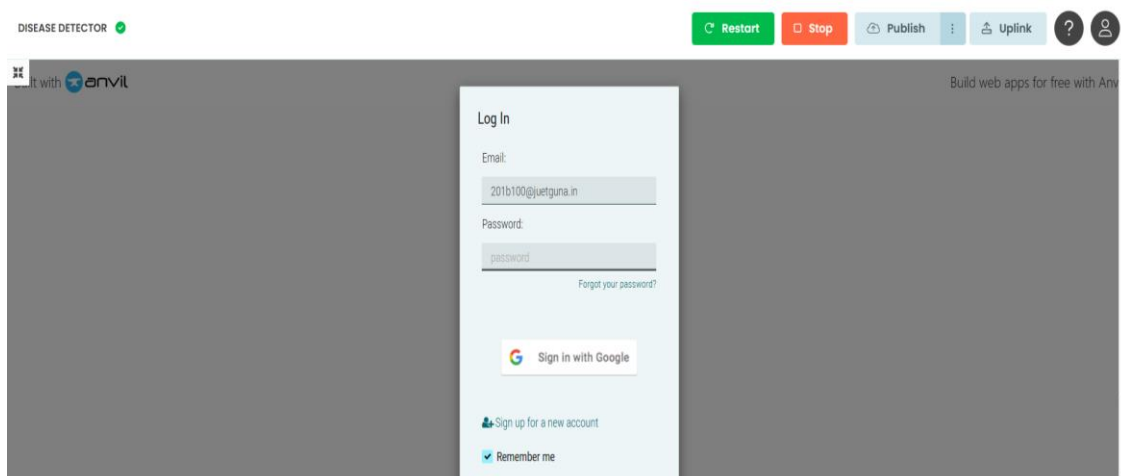 DISEASE DETECTOR
Restart
Stop
Publish
Uplink
?
lt with anvil
Build web apps for free with Anv
Log In
Email:
201b100@juetguna.in
Password:
password
Forgot your password?
Sign in with Google
Sign up for a new account
Remember me